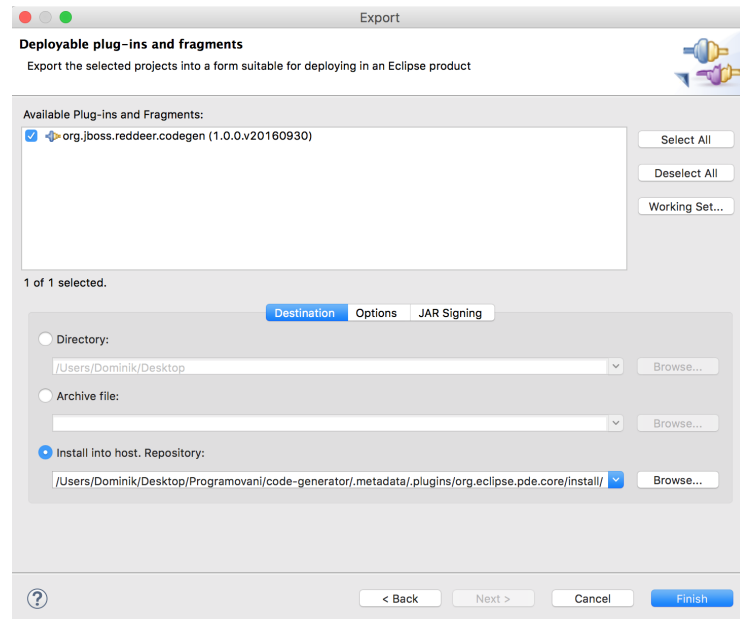 Export
Deployable plug-ins and fragments
Export the selected projects into a form suitable for deploying in an Eclipse product
Available Plug-ins and Fragments:
org.jboss.reddeer.codegen (1.0.0.v20160930)
Select All
Deselect All
Working Set...
1 of 1 selected.
Destination Options JAR Signing
Directory:
/Users/Dominik/Desktop Browse...
Archive file:
Browse...
Install into host. Repository:
/Users/Dominik/Desktop/Programovani/code-generator/.metadata/.plugins/org.eclipse.pde.core/install/ Browse...
? < Back Next > Cancel Finish